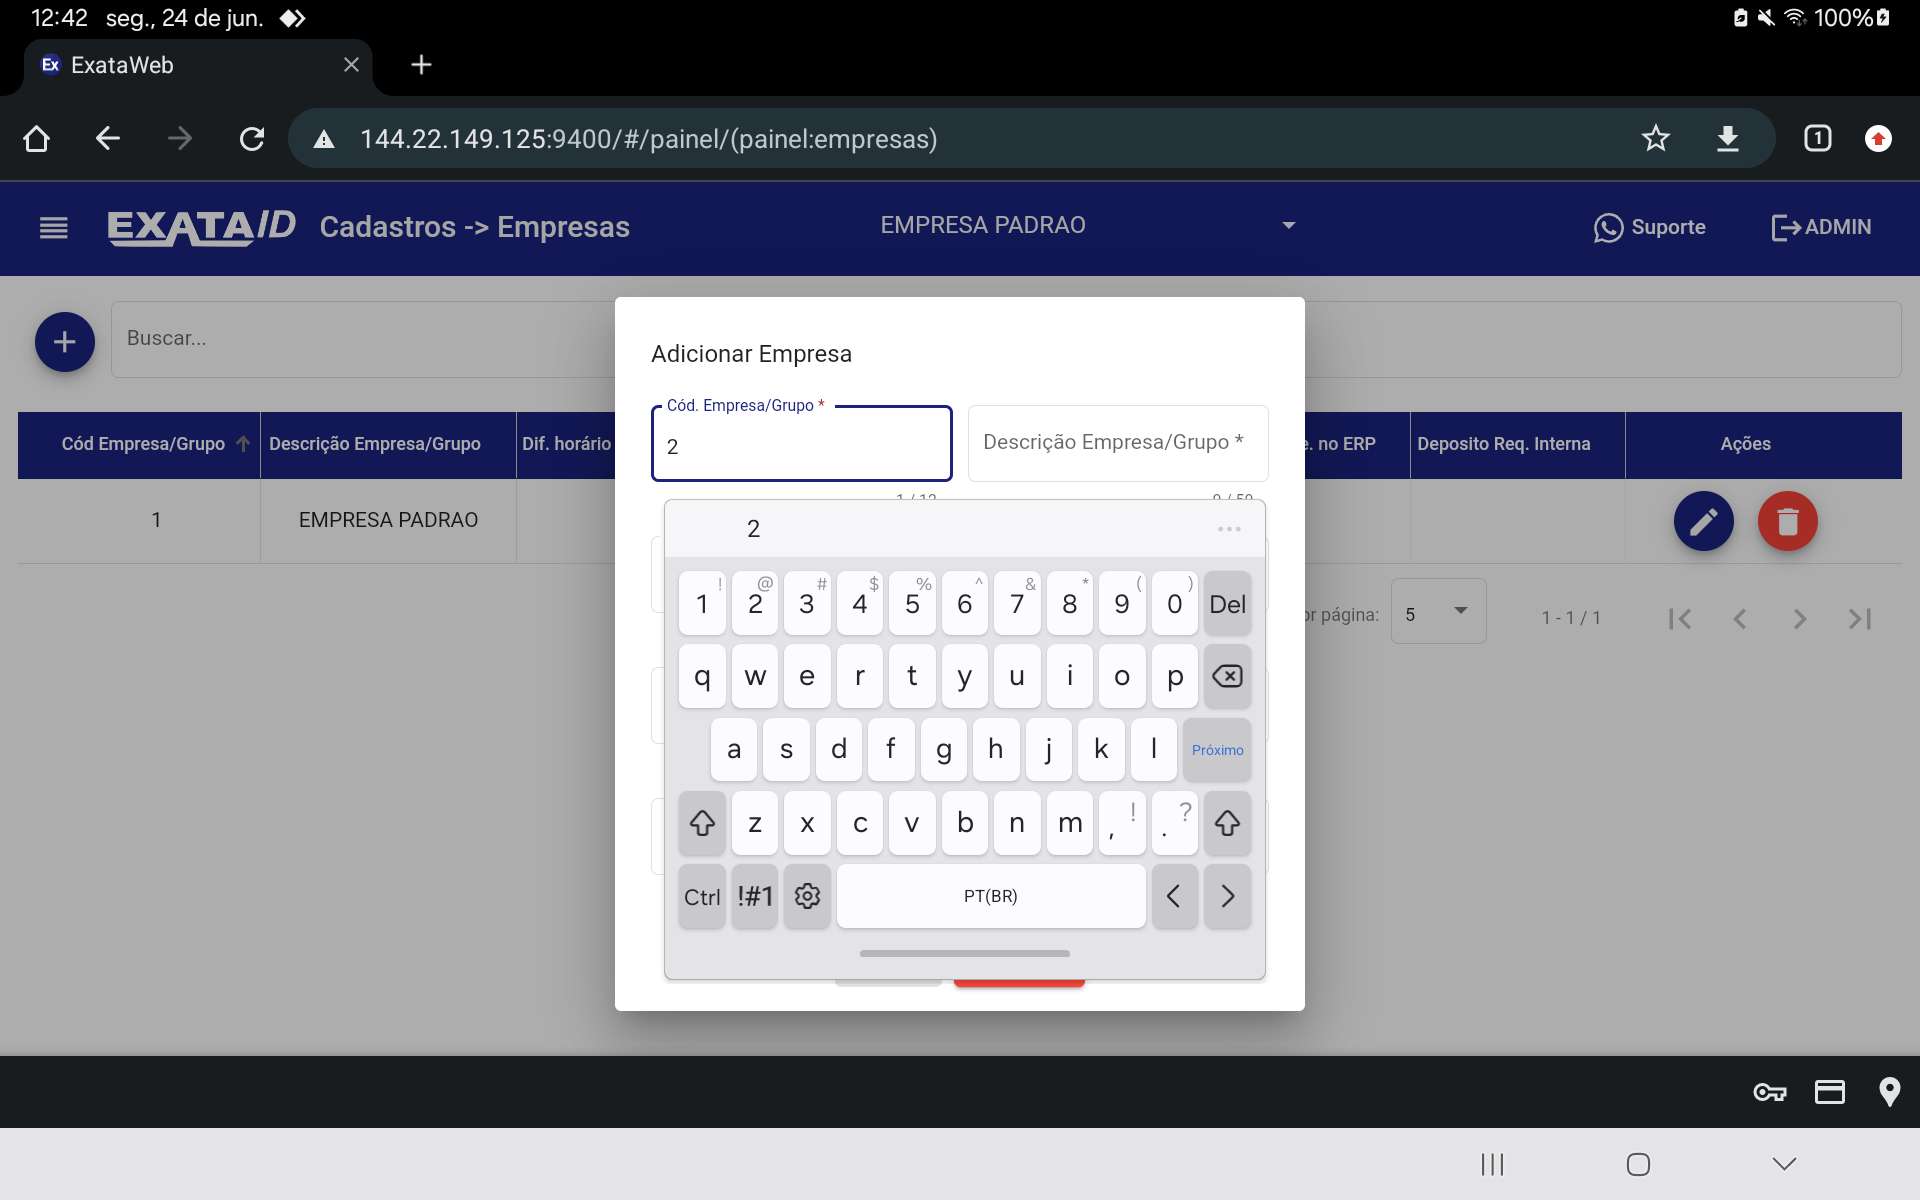 12:42 seg., 24 de jun. 100%
Ex ExataWeb
144.22.149.125:9400/#/painel/(painel:empresas) 1
EXATAID Cadastros -> Empresas EMPRESA PADRAO Suporte ADMIN
Buscar...
Adicionar Empresa
Cód. Empresa/Grupo *
2 Descrição Empresa/Grupo *
Cód Empresa/Grupo Descrição Empresa/Grupo Dif. horário e. no ERP Deposito Req. Interna Ações
1 / 12 0 / 50
1 EMPRESA PADRAO
2
1 ! 2 @ 3 # 4 $ 5 % 6 ^ 7 & 8 * 9 ( 0 ) Del
or página: 5 1 - 1 / 1
q w e r t y u i o p
a s d f g h j k l Próximo
z x c v b n m , ! . ?
Ctrl !#1 PT(BR) < >